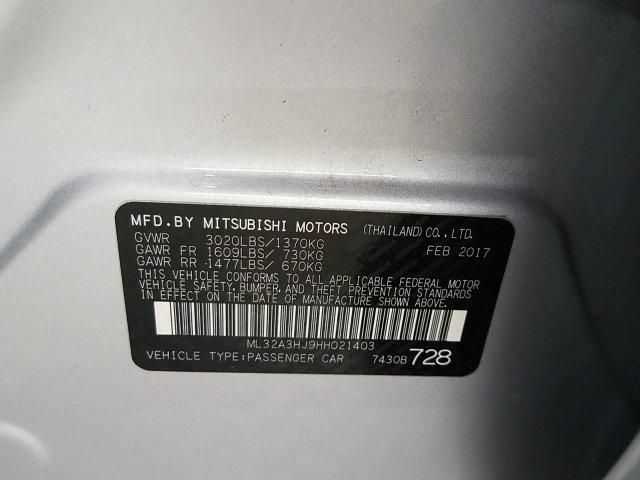 MFD.BY MITSUBISHI MOTORS (THAILAND) CO.,LTD.
GVWR 3020LBS/1370KG FEB 2017
GAWR FR 1609LBS/ 730KG
GAWR RR 1477LBS/ 670KG
THIS VEHICLE CONFORMS TO ALL APPLICABLE FEDERAL MOTOR
VEHICLE SAFETY, BUMPER, AND THEFT PREVENTION STANDARDS
IN EFFECT ON THE DATE OF MANUFACTURE SHOWN ABOVE.
ML32A3HJ9HH021403
VEHICLE TYPE:PASSENGER CAR 7430B 728